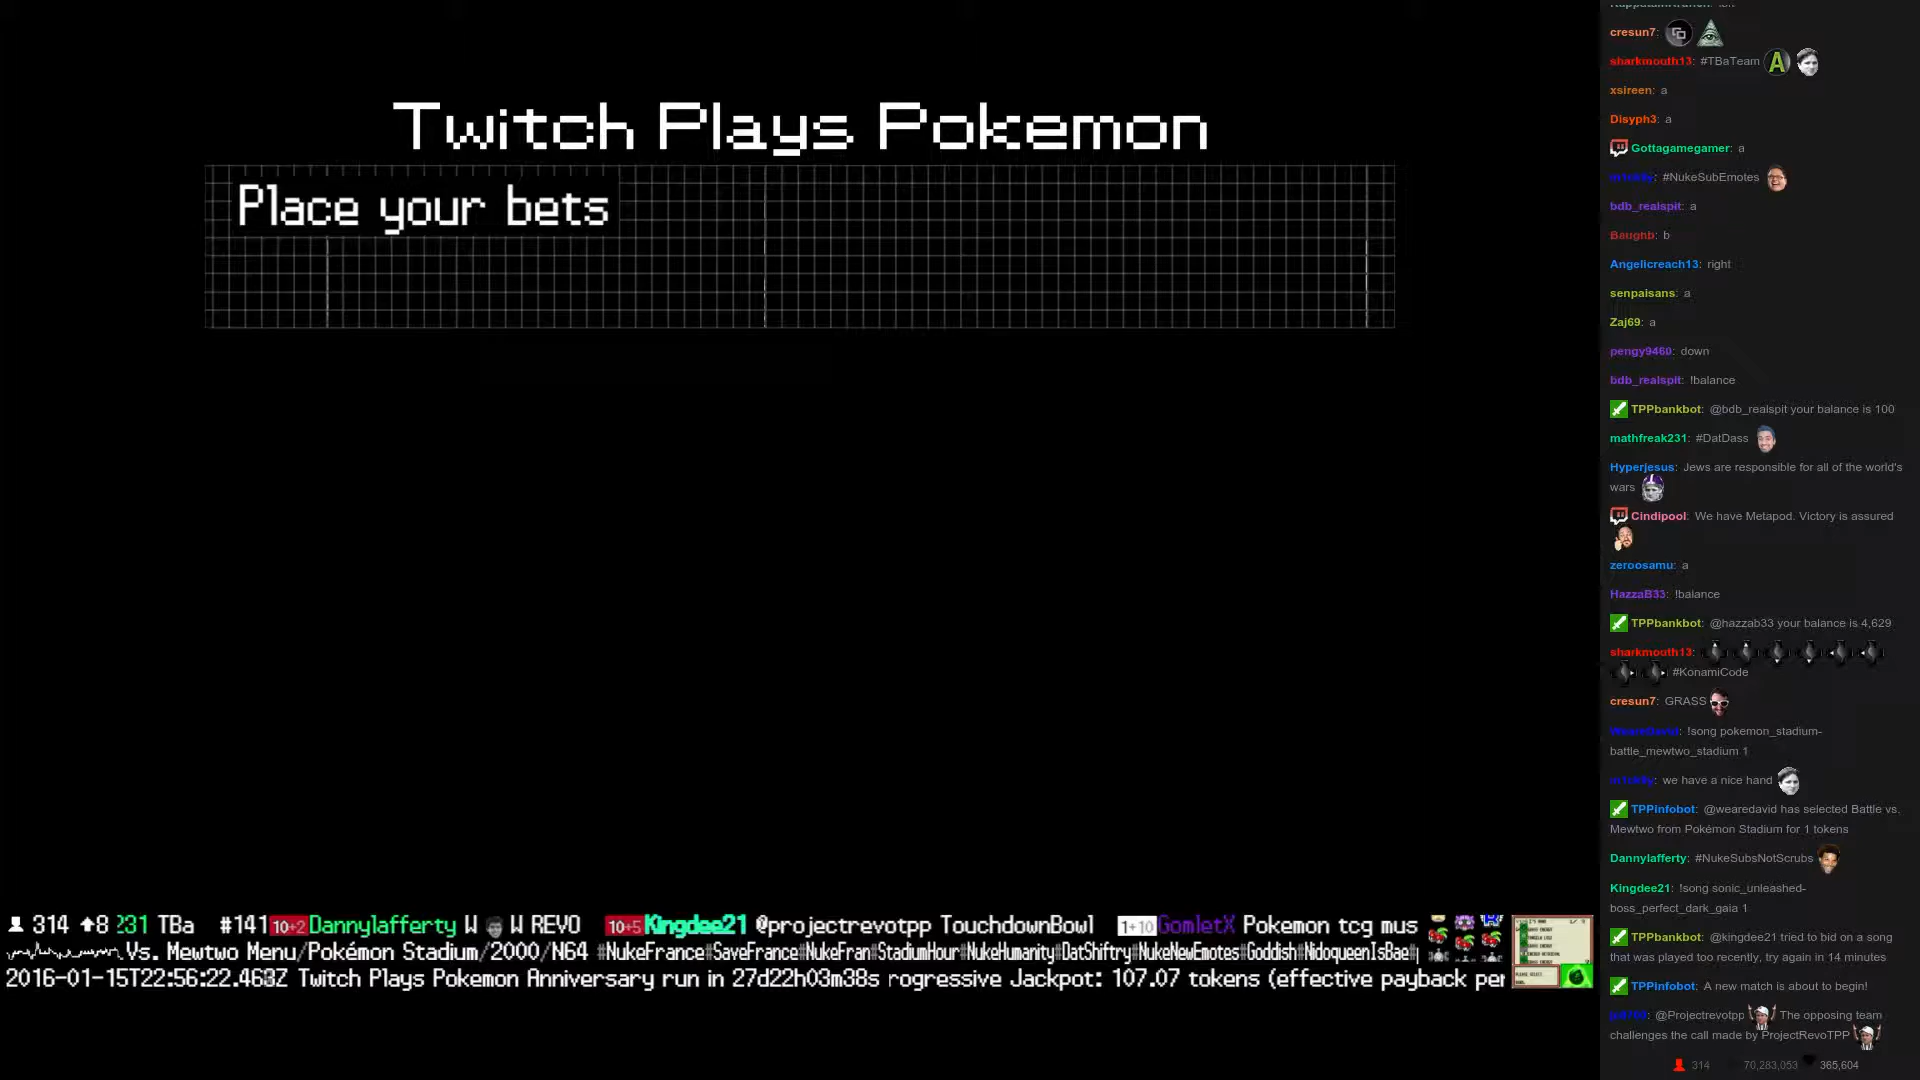 Twitch Plays Pokemon
Place your bets
cresun7:
sharkmouth13: #TBaTeam
xsireen: a
Disyph3: a
Gottagamegamer: a
#NukeSubEmotes
bdb_realspit: a
Baughb: b
Angelicreach13: right
senpaisans: a
Zaj69: a
pengy9460: down
bdb_realspit: !balance
TPPbankbot: @bdb_realspit your balance is 100
mathfreak231: #DatDass
Hyperjesus: Jews are responsible for all of the world's
wars
Cindipool: We have Metapod. Victory is assured
zeroosamu: a
HazzaB33: !balance
TPPbankbot: @hazzab33 your balance is 4,629
sharkmouth13:
#KonamiCode
cresun7: GRASS
WeareDavid: !song pokemon_stadium-
battle_mewtwo_stadium 1
we have a nice hand
TPPinfobot: @wearedavid has selected Battle vs.
Mewtwo from Pokémon Stadium for 1 tokens
Dannylafferty: #NukeSubsNotScrubs
Kingdee21: !song sonic_unleashed-
boss_perfect_dark_gaia 1
TPPbankbot: @kingdee21 tried to bid on a song
that was played too recently, try again in 14 minutes
TPPinfobot: A new match is about to begin!
@Projectrevotpp The opposing team
challenges the call made by ProjectRevoTPP
314 70,283,053 365,604
314 8 231 TBa #141 10+2 Dannylafferty W W REVO 10+5 Kingdee21 @projectrevotpp TouchdownBowl 1+10 GomletX Pokemon tcg mus
Vs. Mewtwo Menu/Pokémon Stadium/2000/N64 #NukeFrance#SaveFrance#NukeFran#StadiumHour#NukeHumanity#DatShiftry#NukeNewEmotes#Goddish#NidoqueenIsBae#
2016-01-15T22:56:22.463Z Twitch Plays Pokemon Anniversary run in 27d22h03m38s rogressive Jackpot: 107.07 tokens (effective payback per